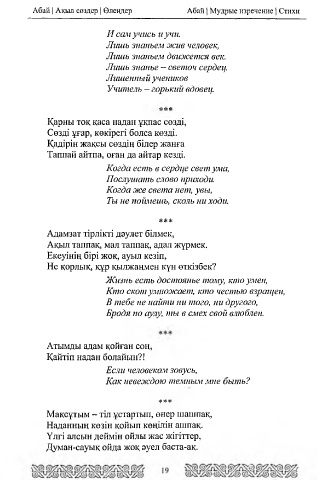 Абай | Ақыл сөздер | Өлеңдер
Абай | Мудрые изречение | Стихи
И сам учись и учи.
Лишь знаньем жив человек,
Лишь знаньем движется век.
Лишь знанье – светоч сердец.
Лишенный учеников
Учитель – горький вдовец.
***
Қарны тоқ қаса надан ұқпас сөзді,
Сөзді ұғар, көкірегі болса көзді.
Қадірін жақсы сөздің білер жанға
Таппай айтпа, оған да айтар кезді.
Когда есть в сердце свет ума,
Послушать слово приходи.
Когда же света нет, увы,
Ты не поймешь, сколь ни ходи.
***
Адамзат тірлікті дәулет білмек,
Ақыл таппақ, мал таппақ, адал жүрмек.
Екеуінің бірі жоқ, ауыл кезіп,
Не қорлық, құр қылжаңмен күн өткізбек?
Жизнь есть достоянье тому, кто умен,
Кто скот умножает, кто честью взращен,
В тебе не найти ни того, ни другого,
Бродя по аулу, ты в смех свой влюблен.
***
Атымды адам қойған соң,
Қайтіп надан болайын?!
Если человеком зовусь,
Как невеждою темным мне быть?
***
Мақсұтым – тіл ұстартып, өнер шашпақ,
Наданның көзін қойып көңілін ашпақ.
Үлгі алсын деймін ойлы жас жігіттер,
Думан-сауық ойда жоқ әуел баста-ақ.
19